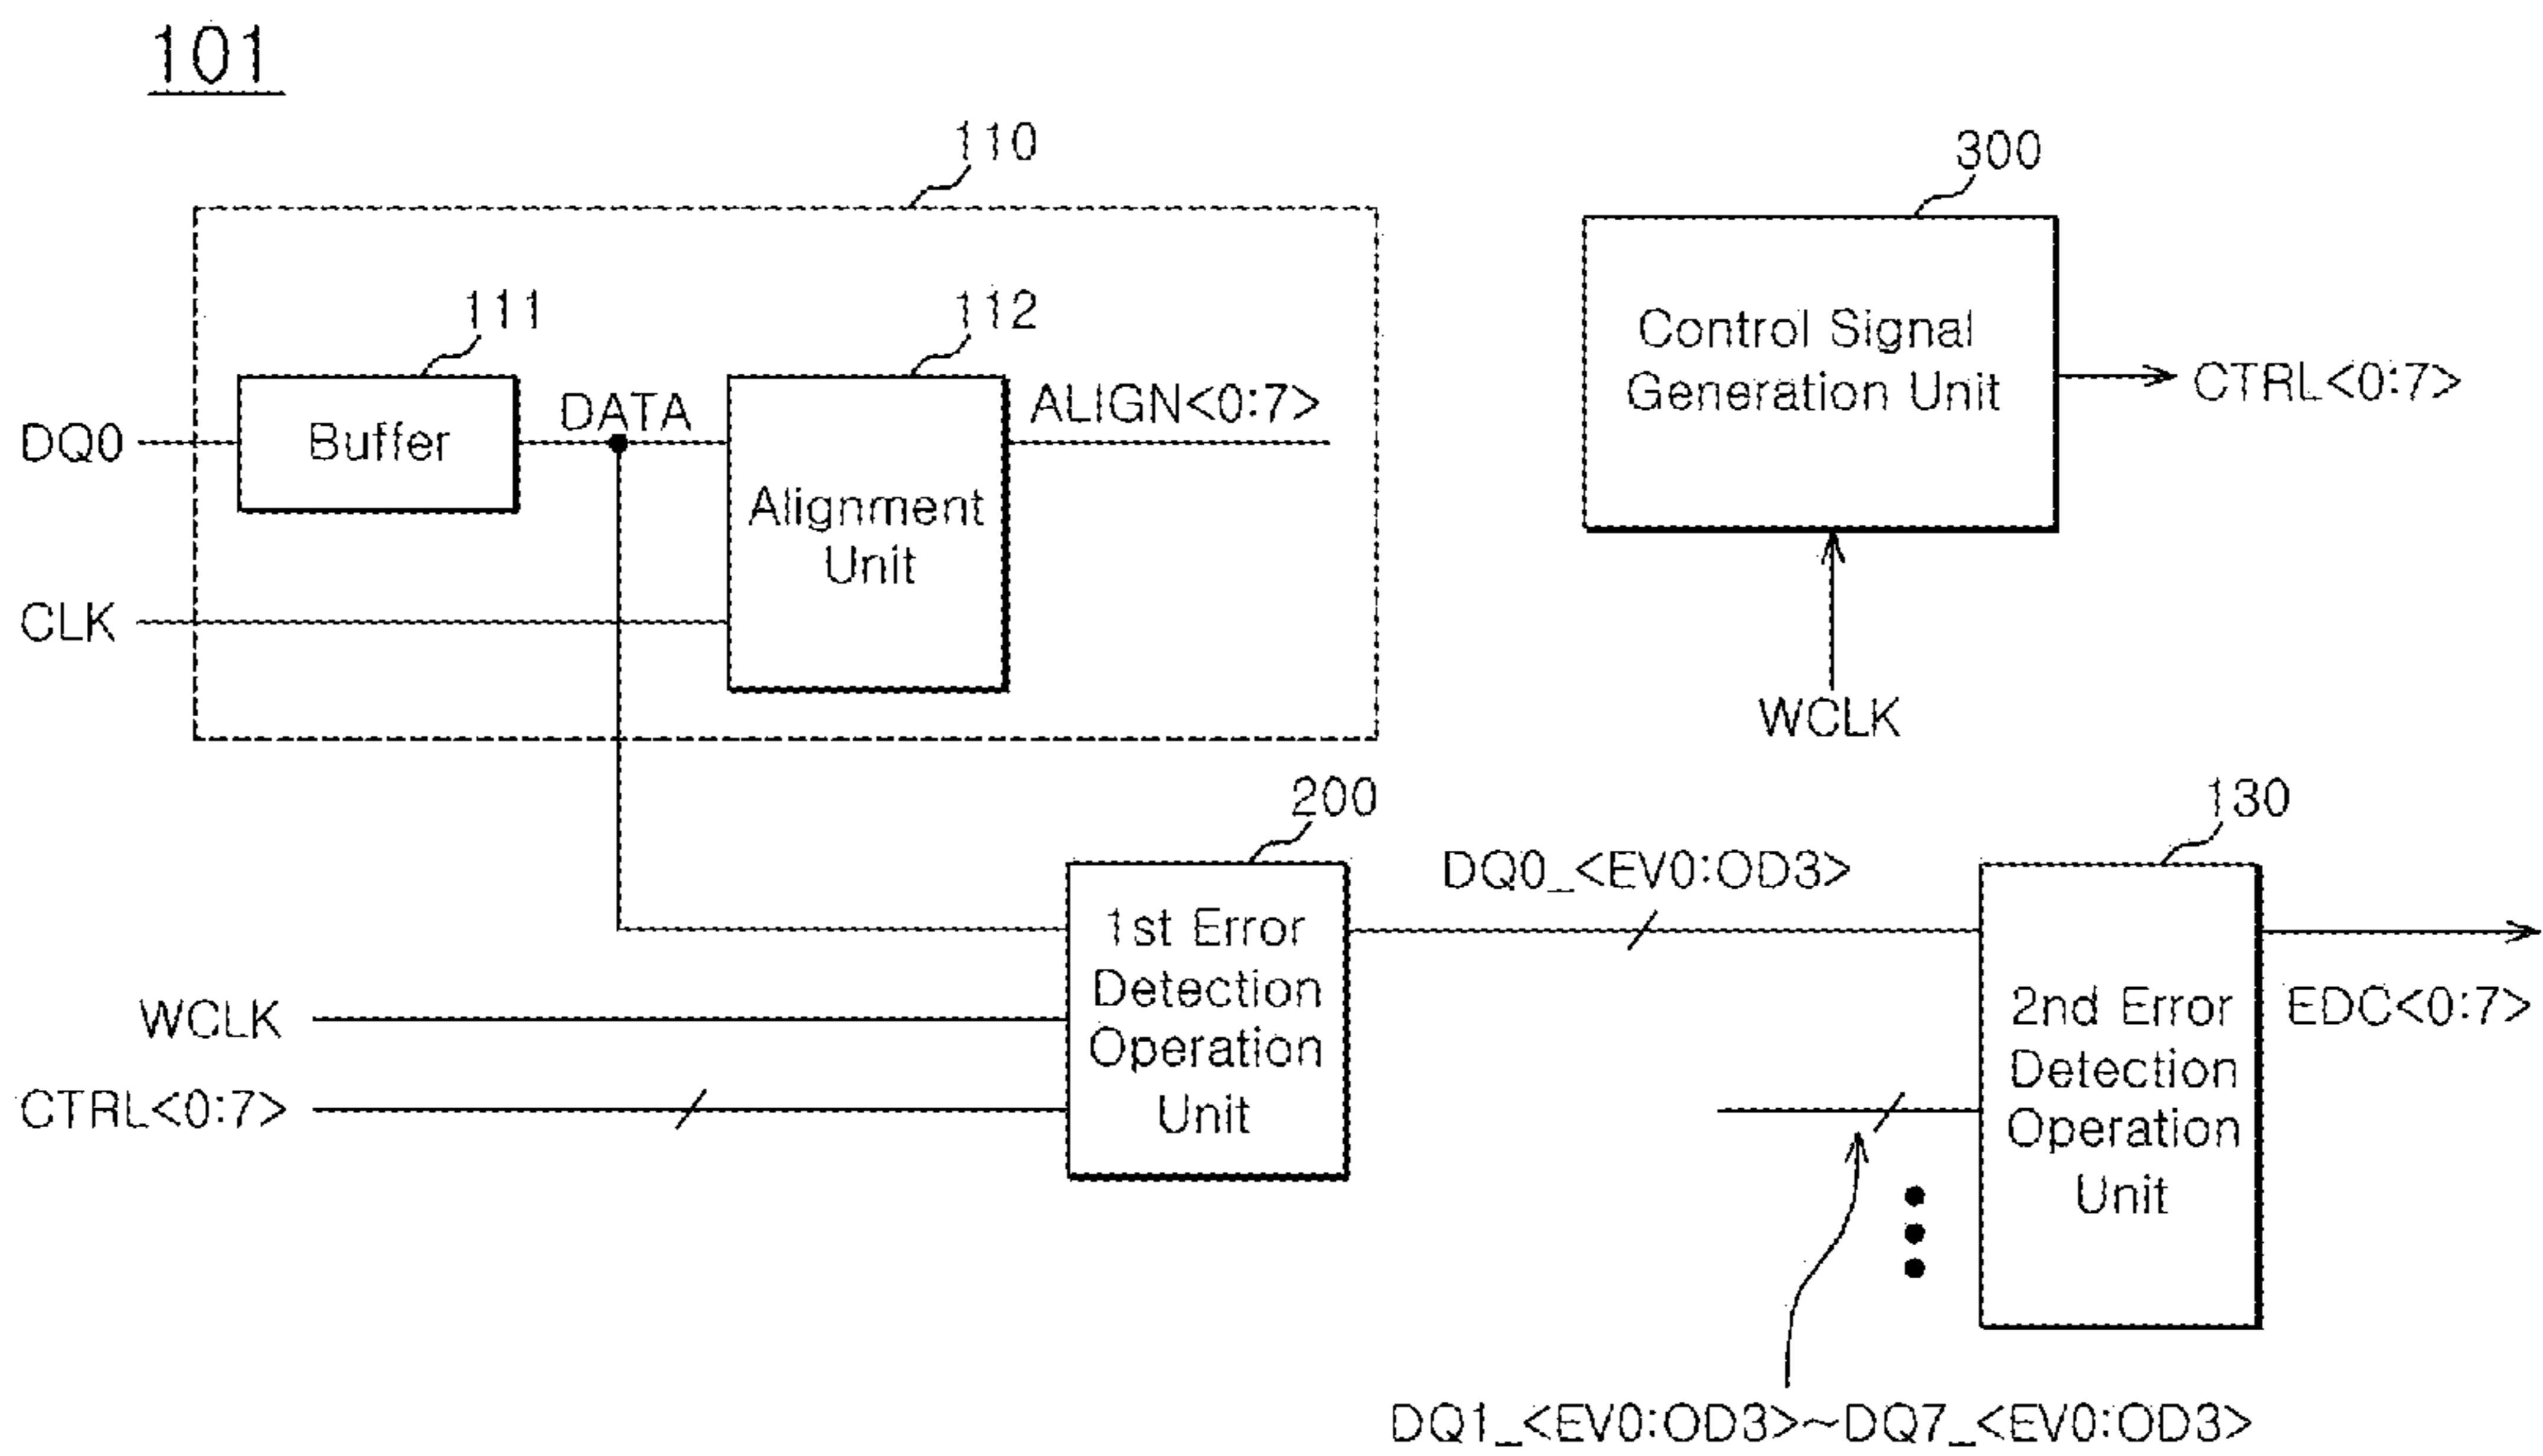 101
110
300
111
112
Control Signal
Generation Unit
CTRL<0:7>
DQ0
Buffer
DATA
ALIGN<0:7>
Alignment
Unit
CLK
WCLK
200
130
DQ0_<EV0:OD3>
1st Error
Detection
Operation
Unit
WCLK
CTRL<0:7>
2nd Error
Detection
Operation
Unit
EDC<0:7>
DQ1_<EV0:OD3>~DQ7_<EV0:OD3>